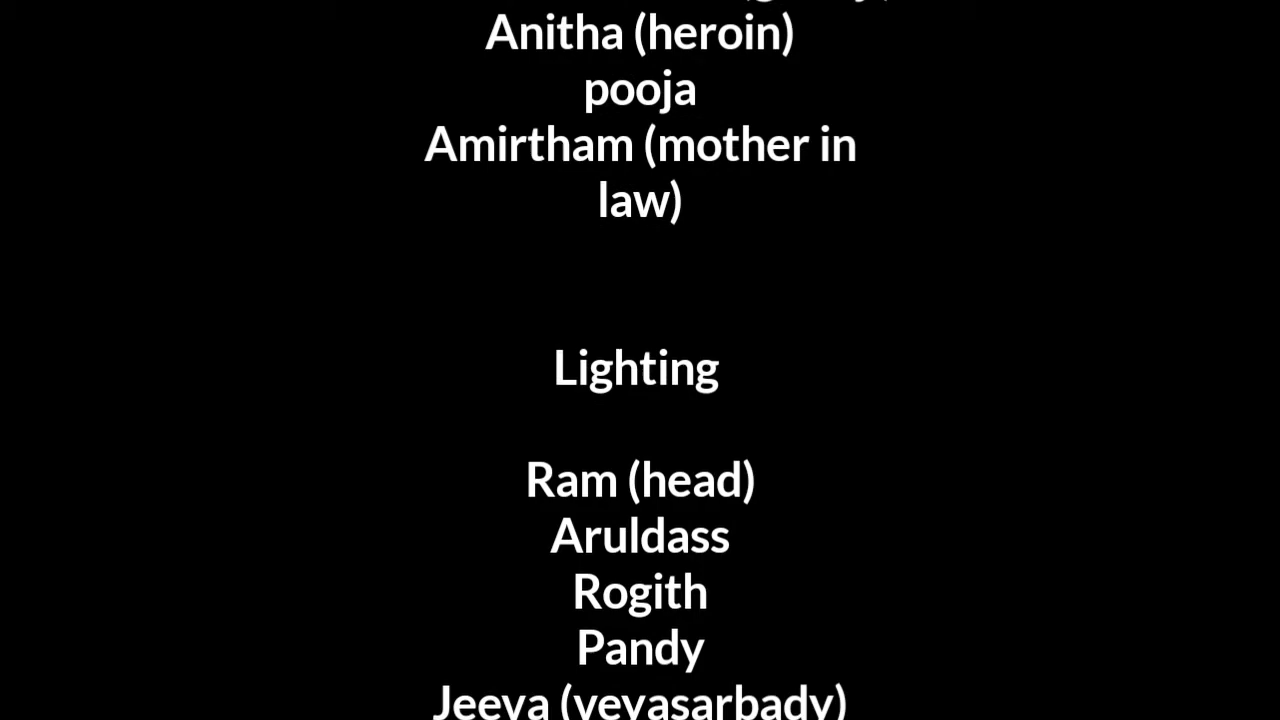 Anitha (heroin)
pooja
Amirtham (mother in
law)
Lighting
Ram (head)
Aruldass
Rogith
Pandy
Jeeva (veyasarbady)